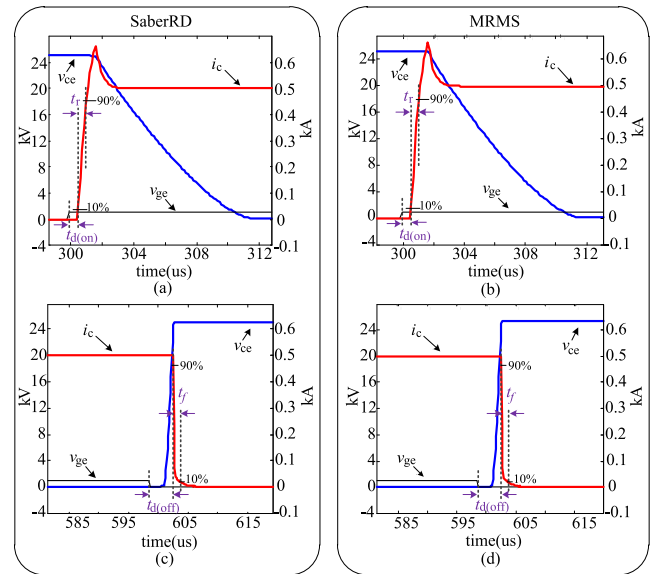 SaberRD
MRMS
24
20
16
12
8
4
0
-4
kV
0.6
0.5
0.4
0.3
0.2
0.1
0
-0.1
kA
vce
ic
tr
90%
10%
vge
td(on)
300
304
308
312
time(us)
(a)
24
20
16
12
8
4
0
-4
kV
0.6
0.5
0.4
0.3
0.2
0.1
0
-0.1
kA
vce
ic
tr
90%
10%
vge
td(on)
300
304
308
312
time(us)
(b)
24
20
16
12
8
4
0
-4
kV
0.6
0.5
0.4
0.3
0.2
0.1
0
-0.1
kA
ic
vce
90%
tf
vge
10%
td(off)
585
595
605
615
time(us)
(c)
24
20
16
12
8
4
0
-4
kV
0.6
0.5
0.4
0.3
0.2
0.1
0
-0.1
kA
ic
vce
90%
tf
vge
10%
td(off)
585
595
605
615
time(us)
(d)